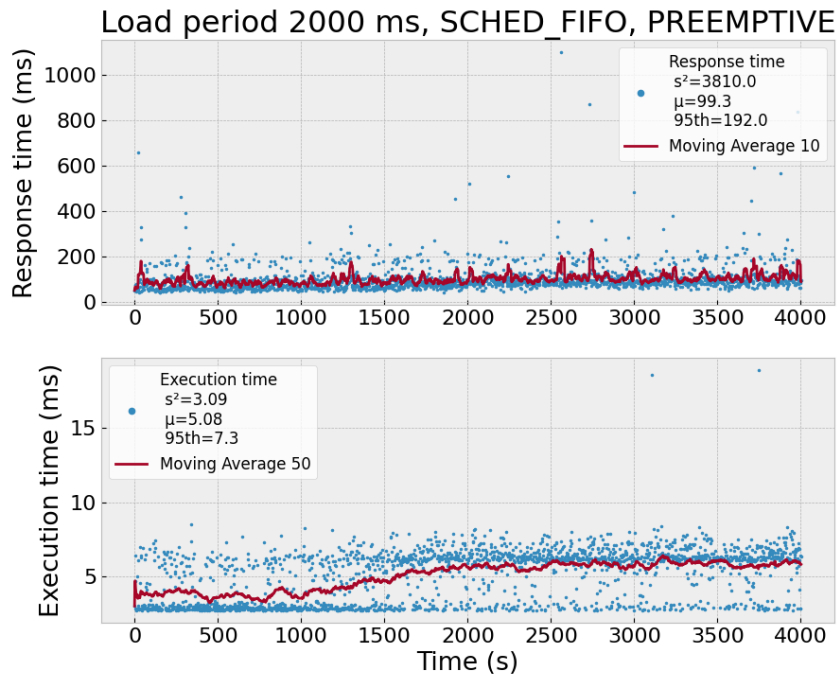 Load period 2000 ms, SCHED_FIFO, PREEMPTIVE
Response time (ms)
1000
800
600
400
200
0
Response time
s²=3810.0
μ=99.3
95th=192.0
Moving Average 10
0 500 1000 1500 2000 2500 3000 3500 4000
Execution time (ms)
15
10
5
Execution time
s²=3.09
μ=5.08
95th=7.3
Moving Average 50
0 500 1000 1500 2000 2500 3000 3500 4000
Time (s)